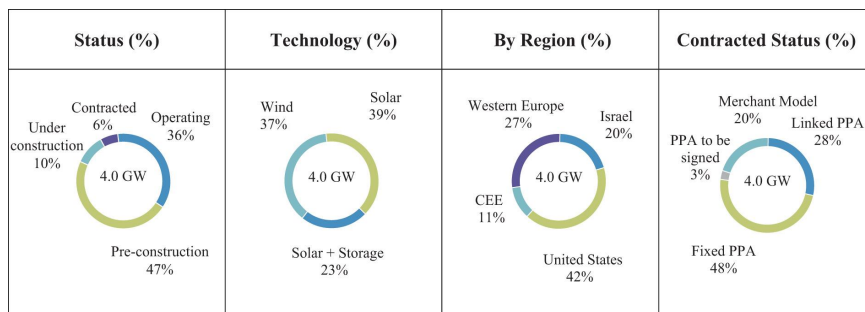 Status (%)
Technology (%)
By Region (%)
Contracted Status (%)
Contracted
6%
Operating
36%
Under
construction
10%
4.0 GW
Pre-construction
47%
Wind
37%
Solar
39%
4.0 GW
Solar + Storage
23%
Western Europe
27%
Israel
20%
CEE
11%
4.0 GW
United States
42%
Merchant Model
20%
Linked PPA
28%
PPA to be
signed
3%
4.0 GW
Fixed PPA
48%